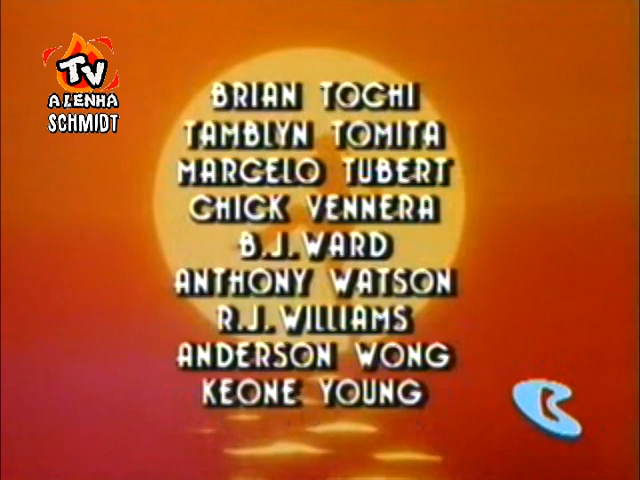 TV
A LENHA
SCHMIDT
BRIAN TOCHI
TAMBLYN TOMITA
MARCELO TUBERT
CHICK VENNERA
B.J. WARD
ANTHONY WATSON
R.J. WILLIAMS
ANDERSON WONG
KEONE YOUNG
B